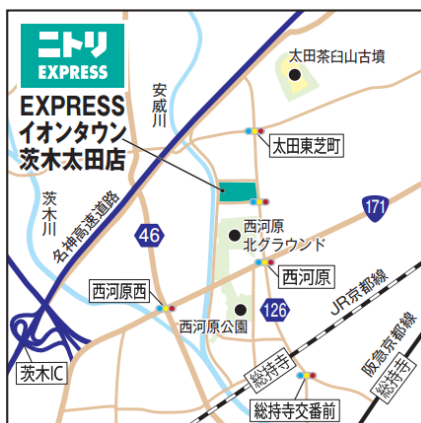 ニトリ
EXPRESS
EXPRESS
イオンタウン
茨木太田店
安威川
太田茶臼山古墳
太田東芝町
茨木川
名神高速道路
46
171
西河原
北グラウンド
西河原西
西河原
126
西河原公園
JR京都線
阪急京都線
茨木IC
総持寺
総持寺
総持寺交番前